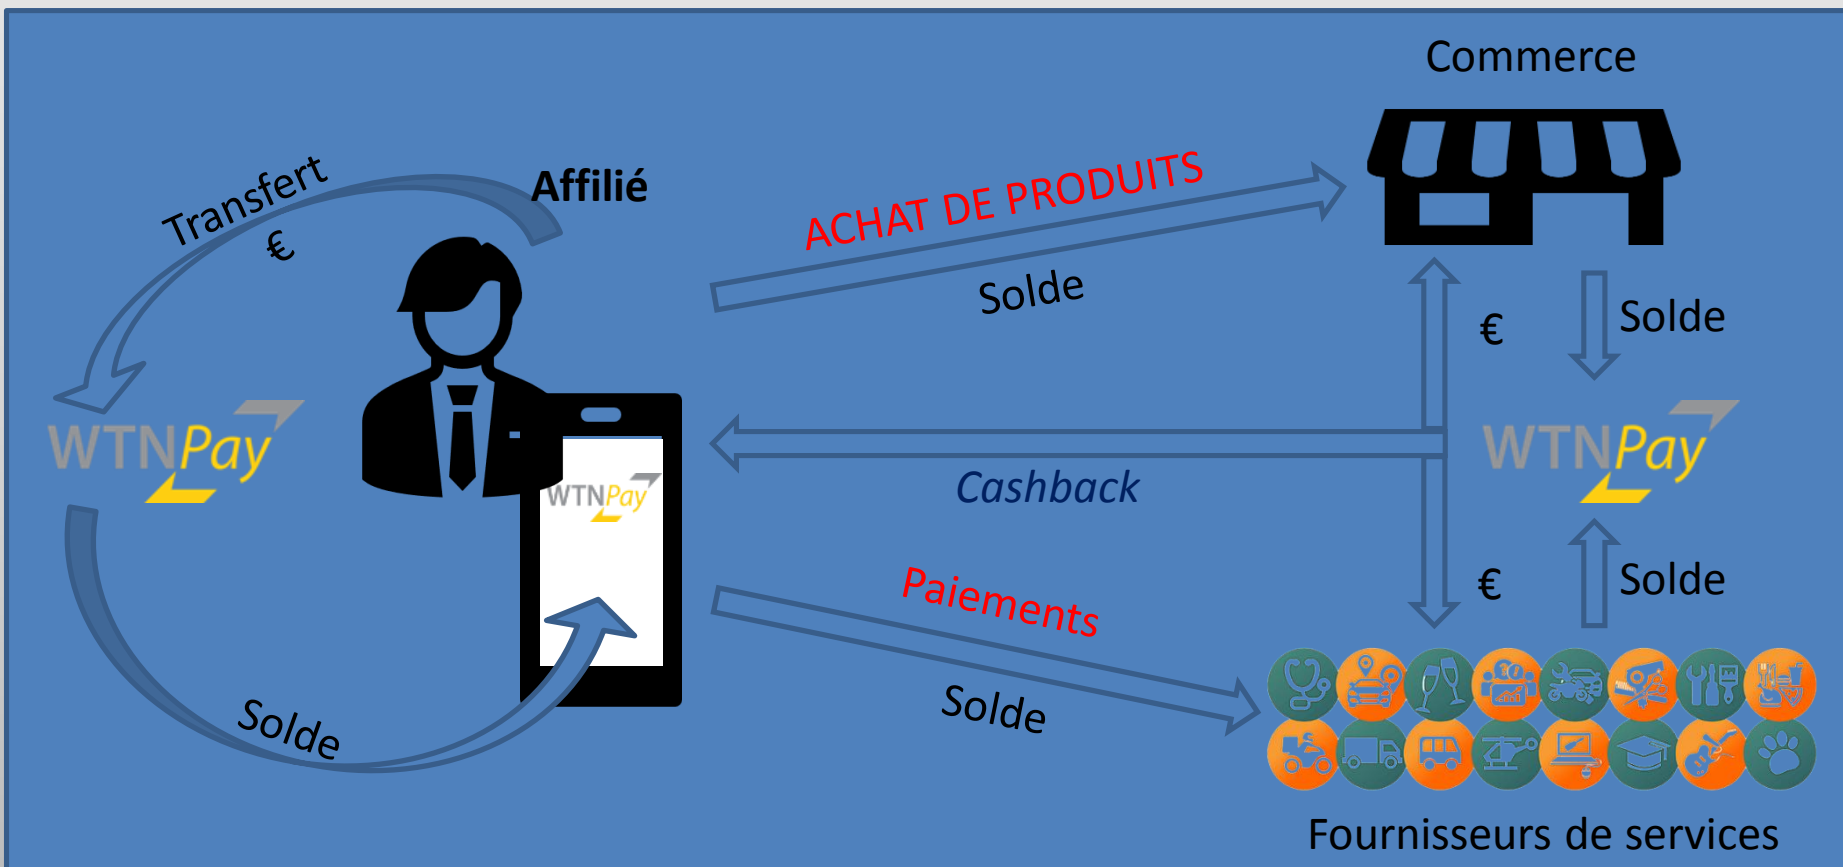 Commerce
Transfert
€
Affilié
ACHAT DE PRODUITS
Solde
€
Solde
WTNPay
WTNPay
WTNPay
Cashback
Paiements
Solde
€
Solde
Solde
Fournisseurs de services